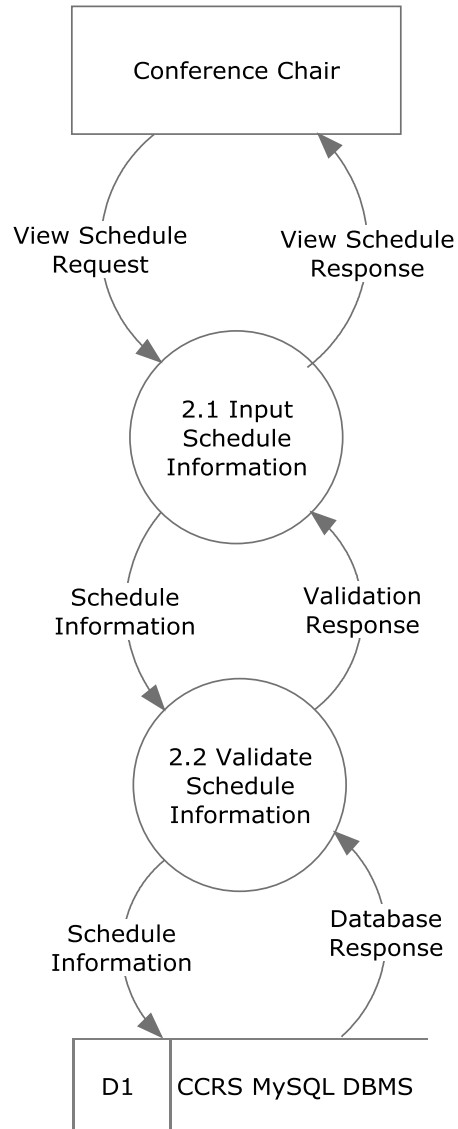 Conference Chair
View Schedule
Request
View Schedule
Response
2.1 Input
Schedule
Information
Schedule
Information
Validation
Response
2.2 Validate
Schedule
Information
Schedule
Information
Database
Response
D1
CCRS MySQL DBMS